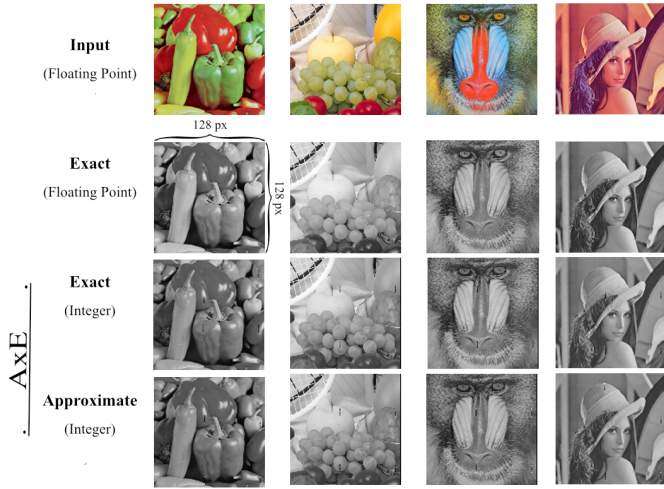 Input
(Floating Point)
128 px
Exact
(Floating Point)
128 px
Exact
(Integer)
AxE
Approximate
(Integer)